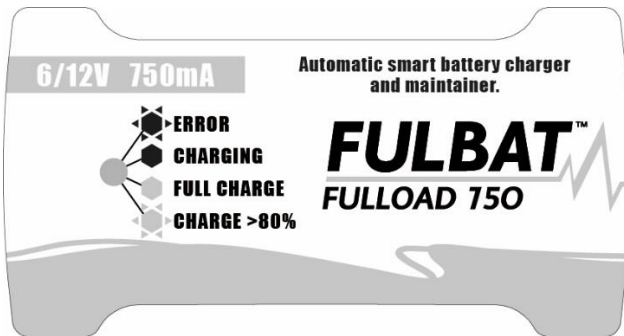 6/12V 750mA
Automatic smart battery charger
and maintainer.
ERROR
CHARGING
FULL CHARGE
CHARGE >80%
FULBAT™
FULLOAD 750